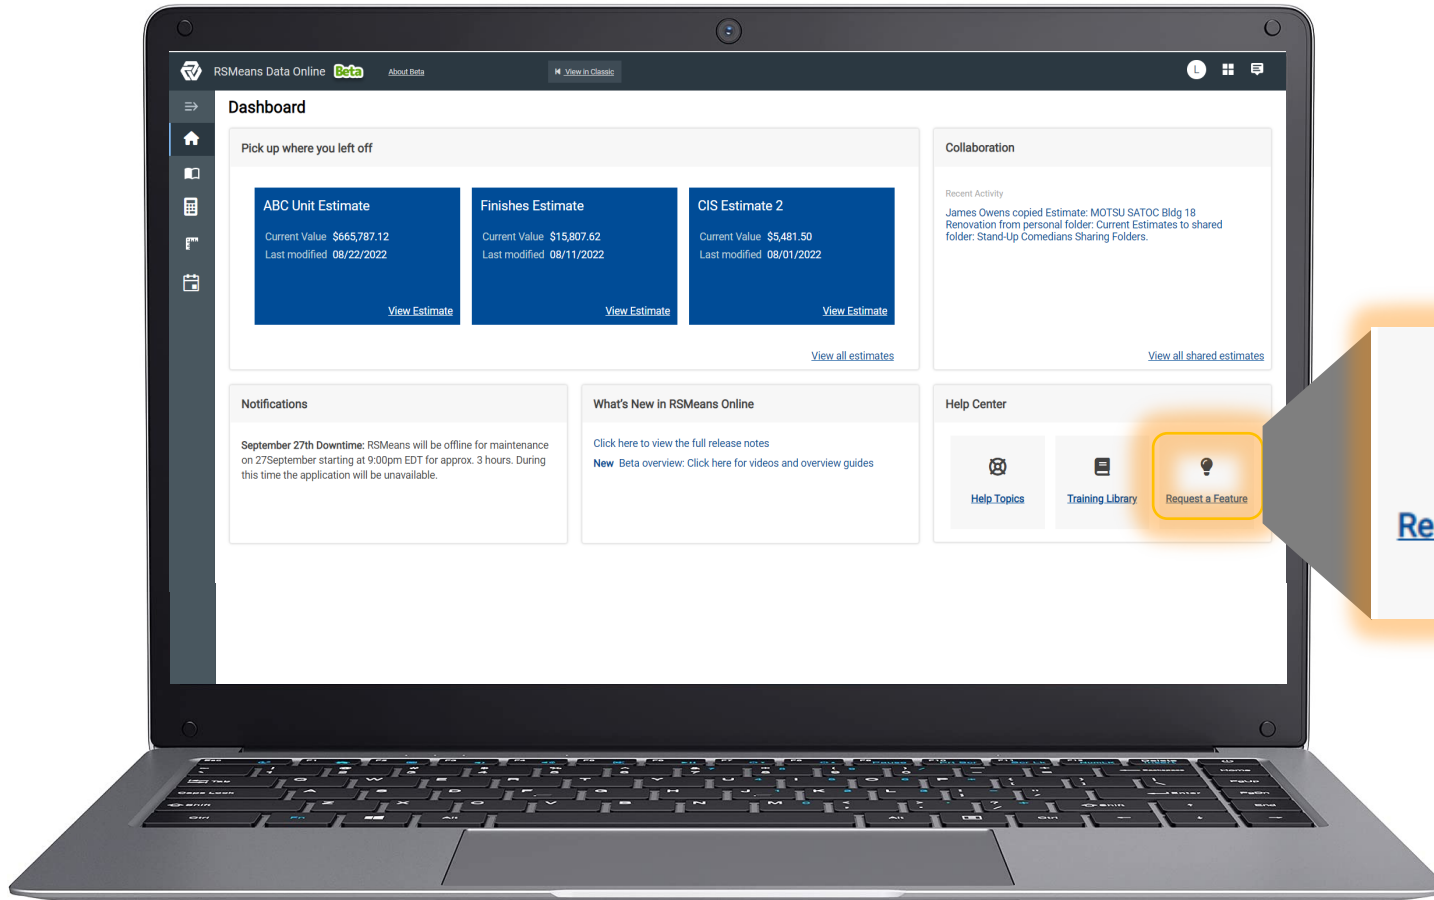 RSMeans Data Online Beta About Beta View in Classic L
Dashboard
Pick up where you left off
ABC Unit Estimate
Current Value $665,787.12
Last modified 08/22/2022
View Estimate
Finishes Estimate
Current Value $15,807.62
Last modified 08/11/2022
View Estimate
CIS Estimate 2
Current Value $5,481.50
Last modified 08/01/2022
View Estimate
View all estimates
Collaboration
Recent Activity
James Owens copied Estimate: MOTSU SATOC Bldg 18
Renovation from personal folder: Current Estimates to shared
folder: Stand-Up Comedians Sharing Folders.
View all shared estimates
Notifications
September 27th Downtime: RSMeans will be offline for maintenance
on 27September starting at 9:00pm EDT for approx. 3 hours. During
this time the application will be unavailable.
What's New in RSMeans Online
Click here to view the full release notes
New Beta overview: Click here for videos and overview guides
Help Center
Help Topics
Training Library
Request a Feature
Re